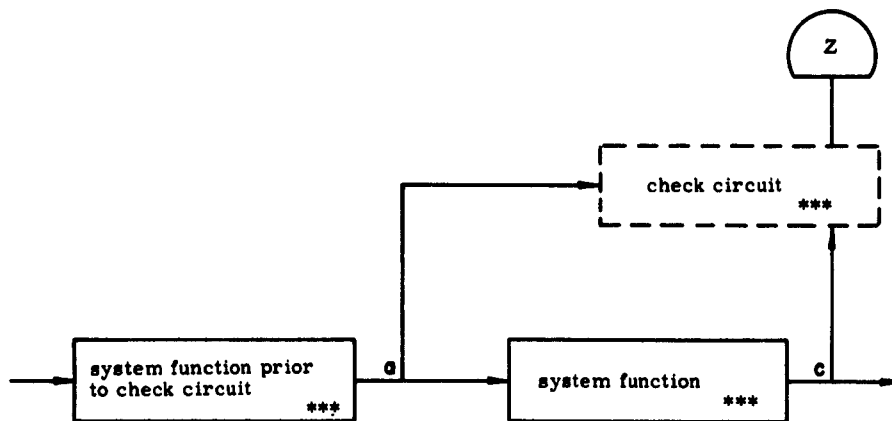 Z
check circuit
***
system function prior
to check circuit
***
a
system function
***
c